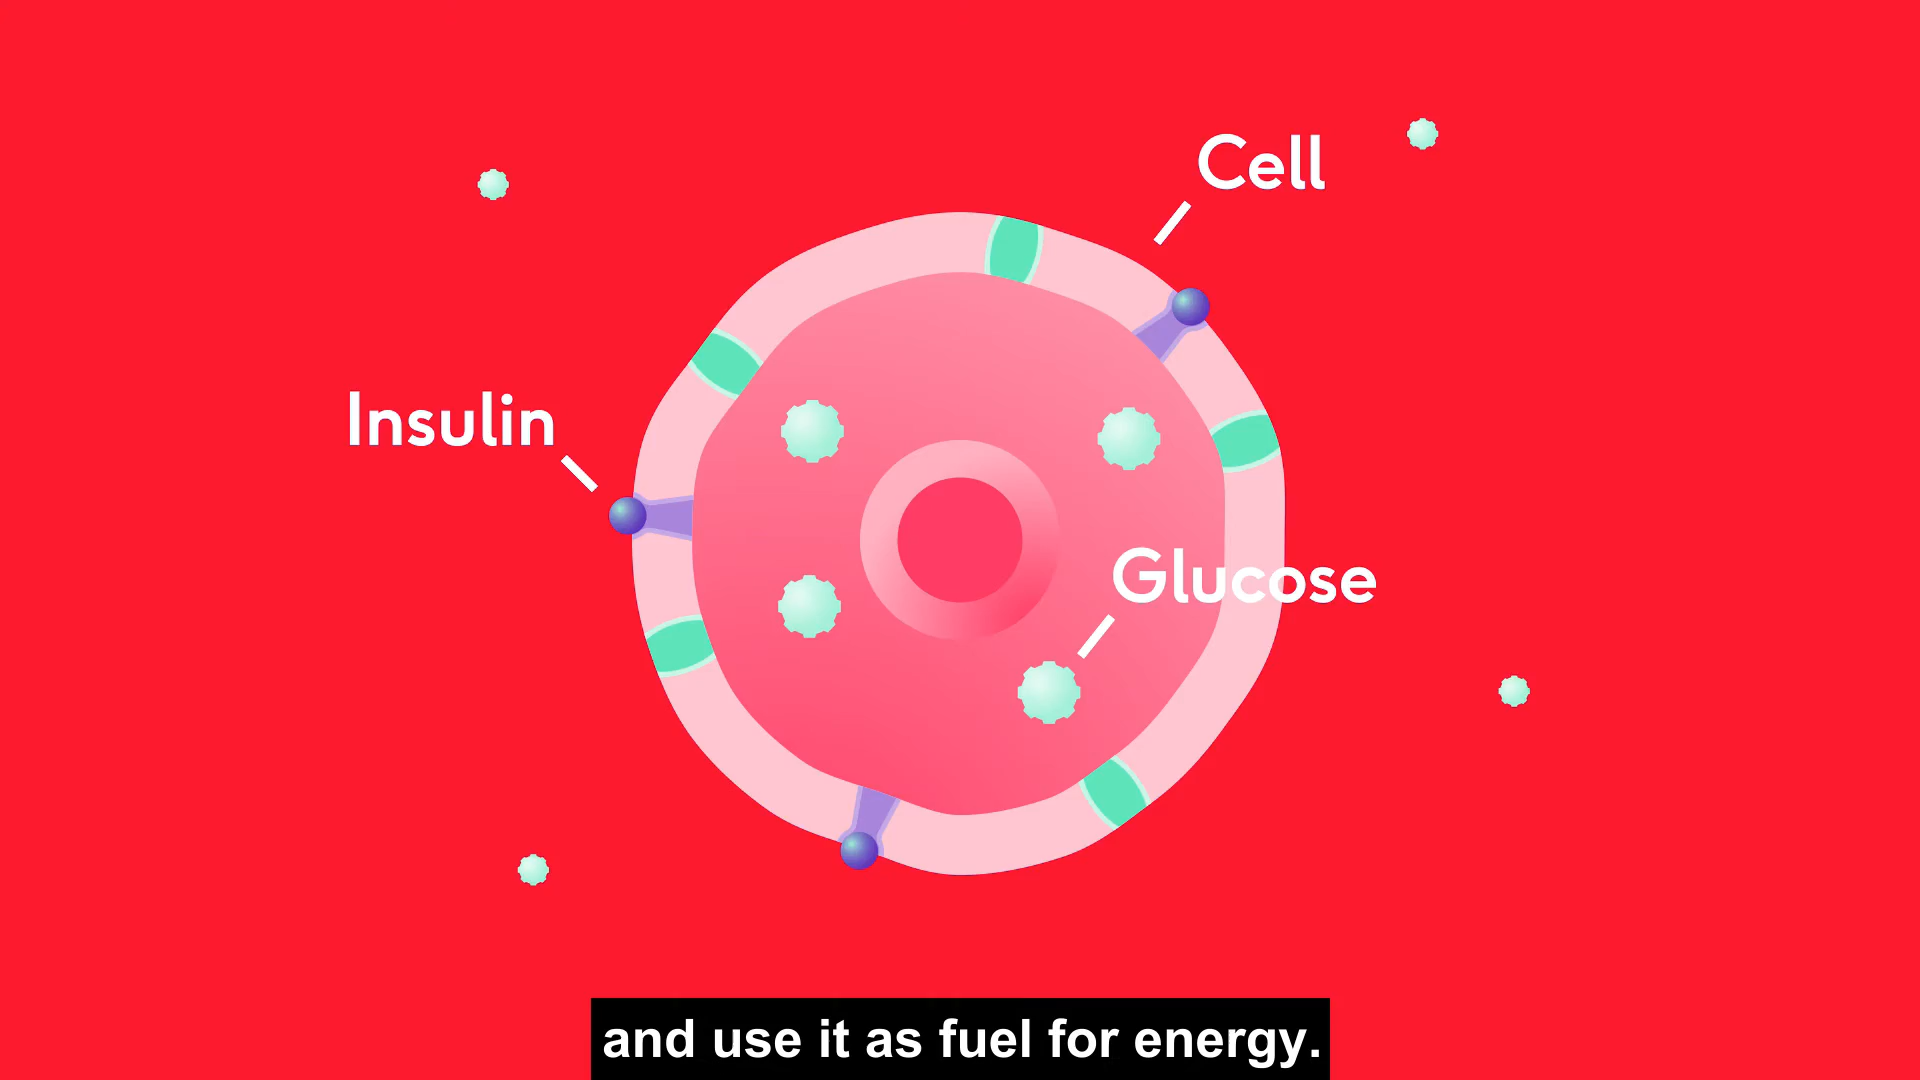 Cell
Insulin
Glucose
and use it as fuel for energy.